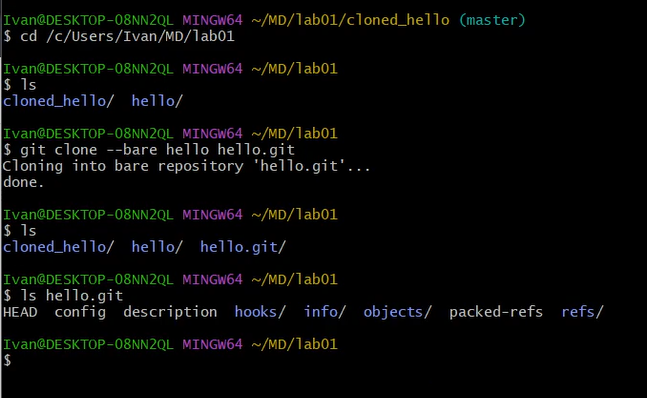 Ivan@DESKTOP-08NN2QL MINGW64 ~/MD/lab01/cloned_hello (master)
$ cd /c/Users/Ivan/MD/lab01
Ivan@DESKTOP-08NN2QL MINGW64 ~/MD/lab01
$ ls
cloned_hello/  hello/
Ivan@DESKTOP-08NN2QL MINGW64 ~/MD/lab01
$ git clone --bare hello hello.git
Cloning into bare repository 'hello.git'...
done.
Ivan@DESKTOP-08NN2QL MINGW64 ~/MD/lab01
$ ls
cloned_hello/  hello/  hello.git/
Ivan@DESKTOP-08NN2QL MINGW64 ~/MD/lab01
$ ls hello.git
HEAD  config  description  hooks/  info/  objects/  packed-refs  refs/
Ivan@DESKTOP-08NN2QL MINGW64 ~/MD/lab01
$